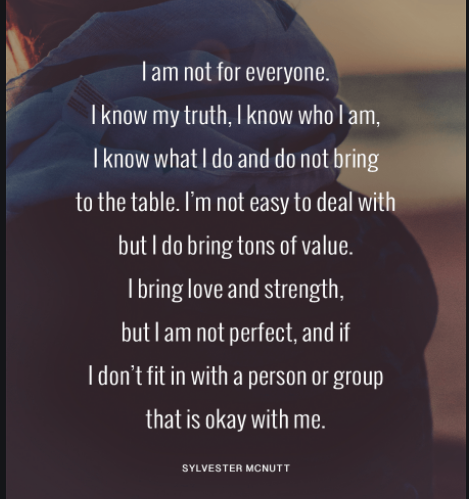 I am not for everyone.
I know my truth, I know who I am,
I know what I do and do not bring
to the table. I'm not easy to deal with
but I do bring tons of value.
I bring love and strength,
but I am not perfect, and if
I don't fit in with a person or group
that is okay with me.
SYLVESTER MCNUTT